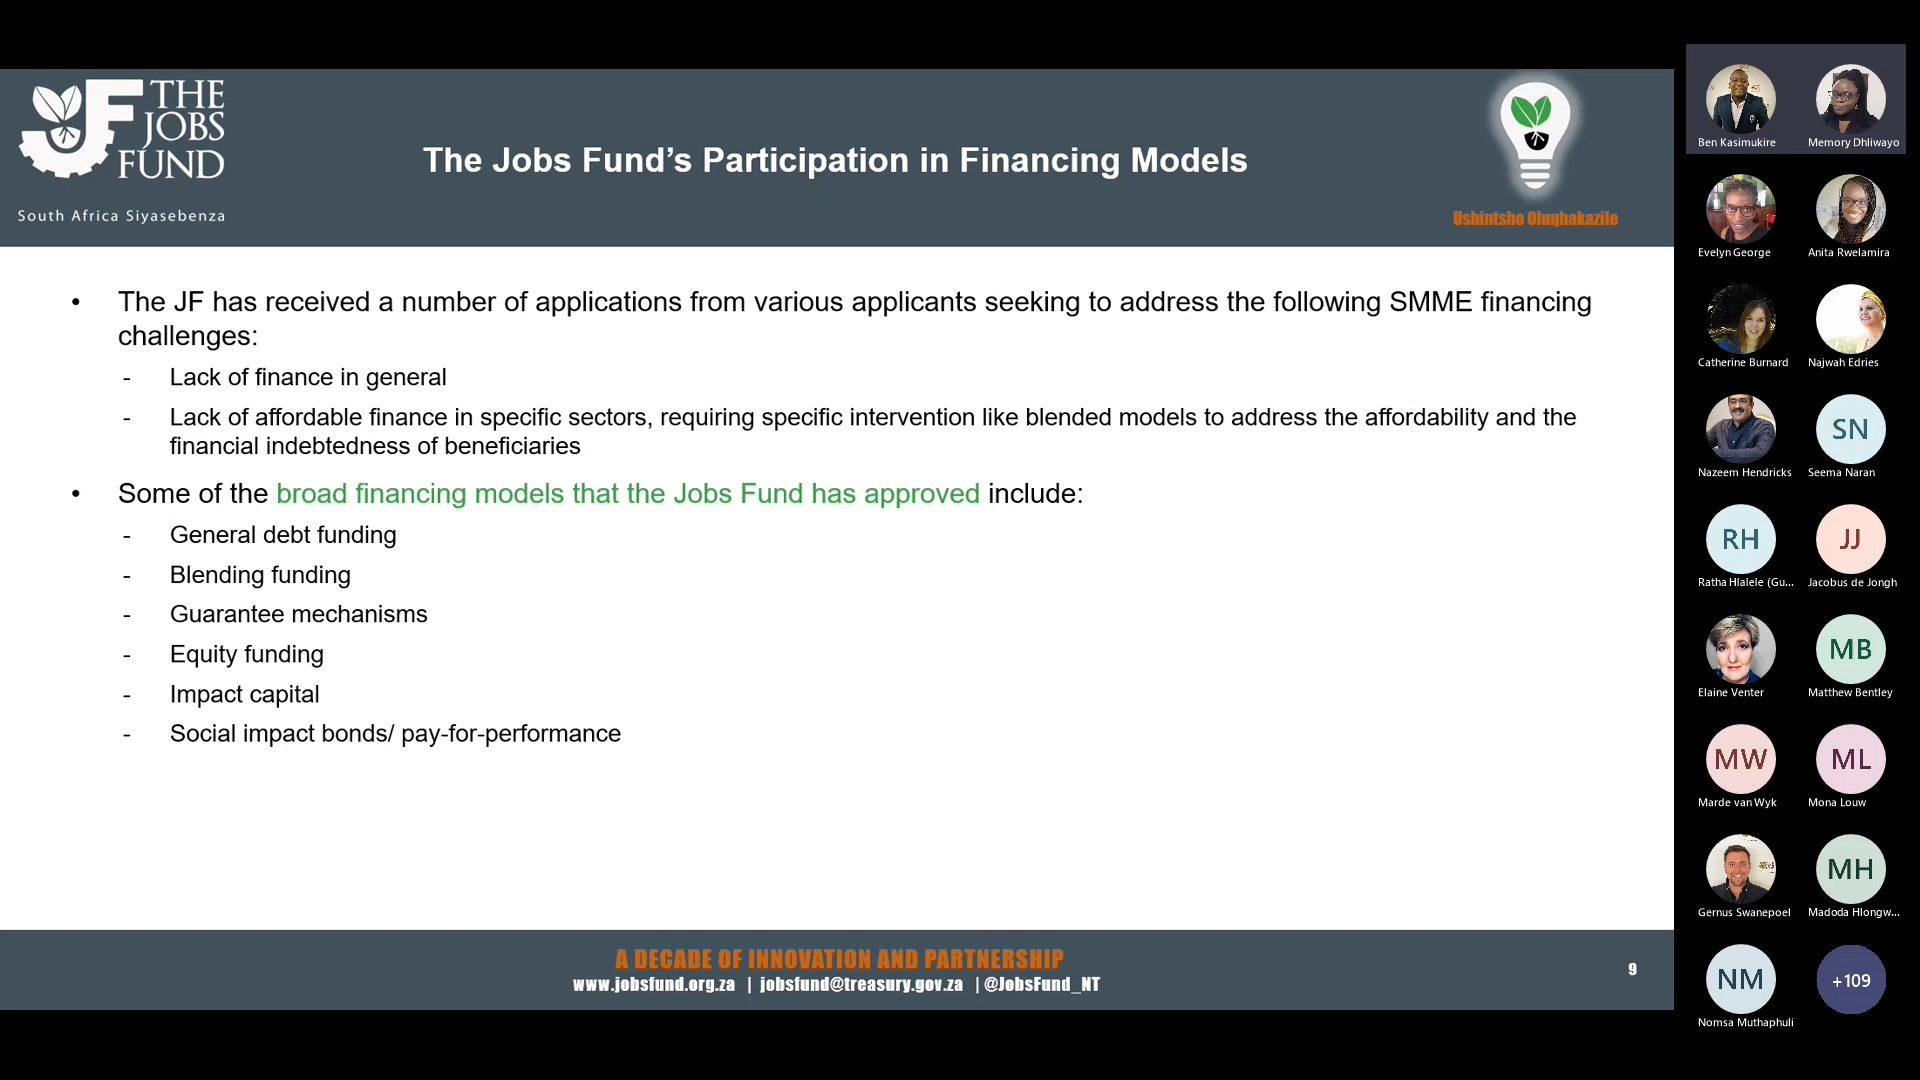 THE
JOBS
FUND
South Africa Siyasebenza
The Jobs Fund’s Participation in Financing Models
Ushintsho Oluqhakazile
• The JF has received a number of applications from various applicants seeking to address the following SMME financing
challenges:
- Lack of finance in general
- Lack of affordable finance in specific sectors, requiring specific intervention like blended models to address the affordability and the
financial indebtedness of beneficiaries
• Some of the broad financing models that the Jobs Fund has approved include:
- General debt funding
- Blending funding
- Guarantee mechanisms
- Equity funding
- Impact capital
- Social impact bonds/ pay-for-performance
A DECADE OF INNOVATION AND PARTNERSHIP
www.jobsfund.org.za | jobsfund@treasury.gov.za | @JobsFund_NT
9
Ben Kasimukire Memory Dhliwayo
Evelyn George Anita Rwelamira
Catherine Burnard Najwah Edries
SN
Nazeem Hendricks Seema Naran
RH JJ
Ratha Hlalele (Gu... Jacobus de Jongh
MB
Elaine Venter Matthew Bentley
MW ML
Marde van Wyk Mona Louw
MH
Gernus Swanepoel Madoda Hlongw...
NM +109
Nomsa Muthaphuli